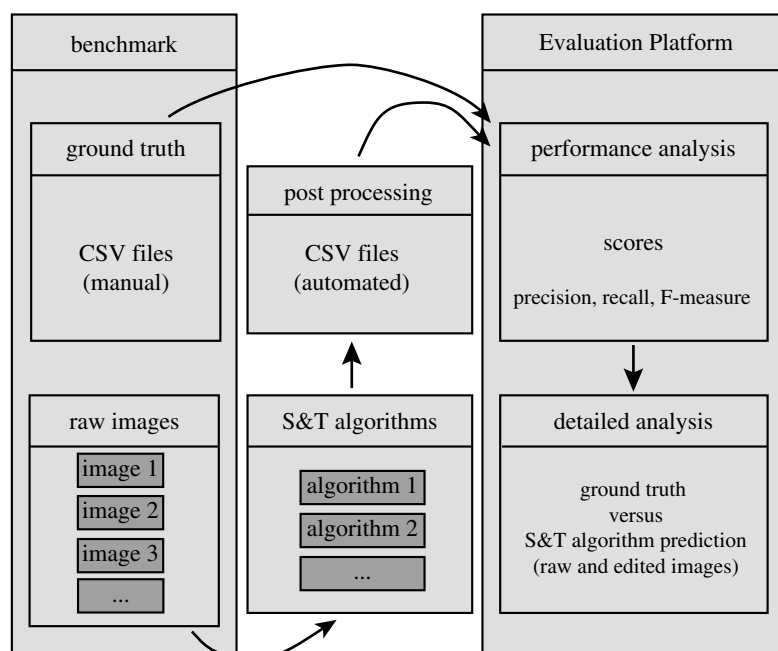 benchmark
ground truth
CSV files
(manual)
raw images
image 1
image 2
image 3
...
post processing
CSV files
(automated)
S&T algorithms
algorithm 1
algorithm 2
...
Evaluation Platform
performance analysis
scores
precision, recall, F-measure
detailed analysis
ground truth
versus
S&T algorithm prediction
(raw and edited images)